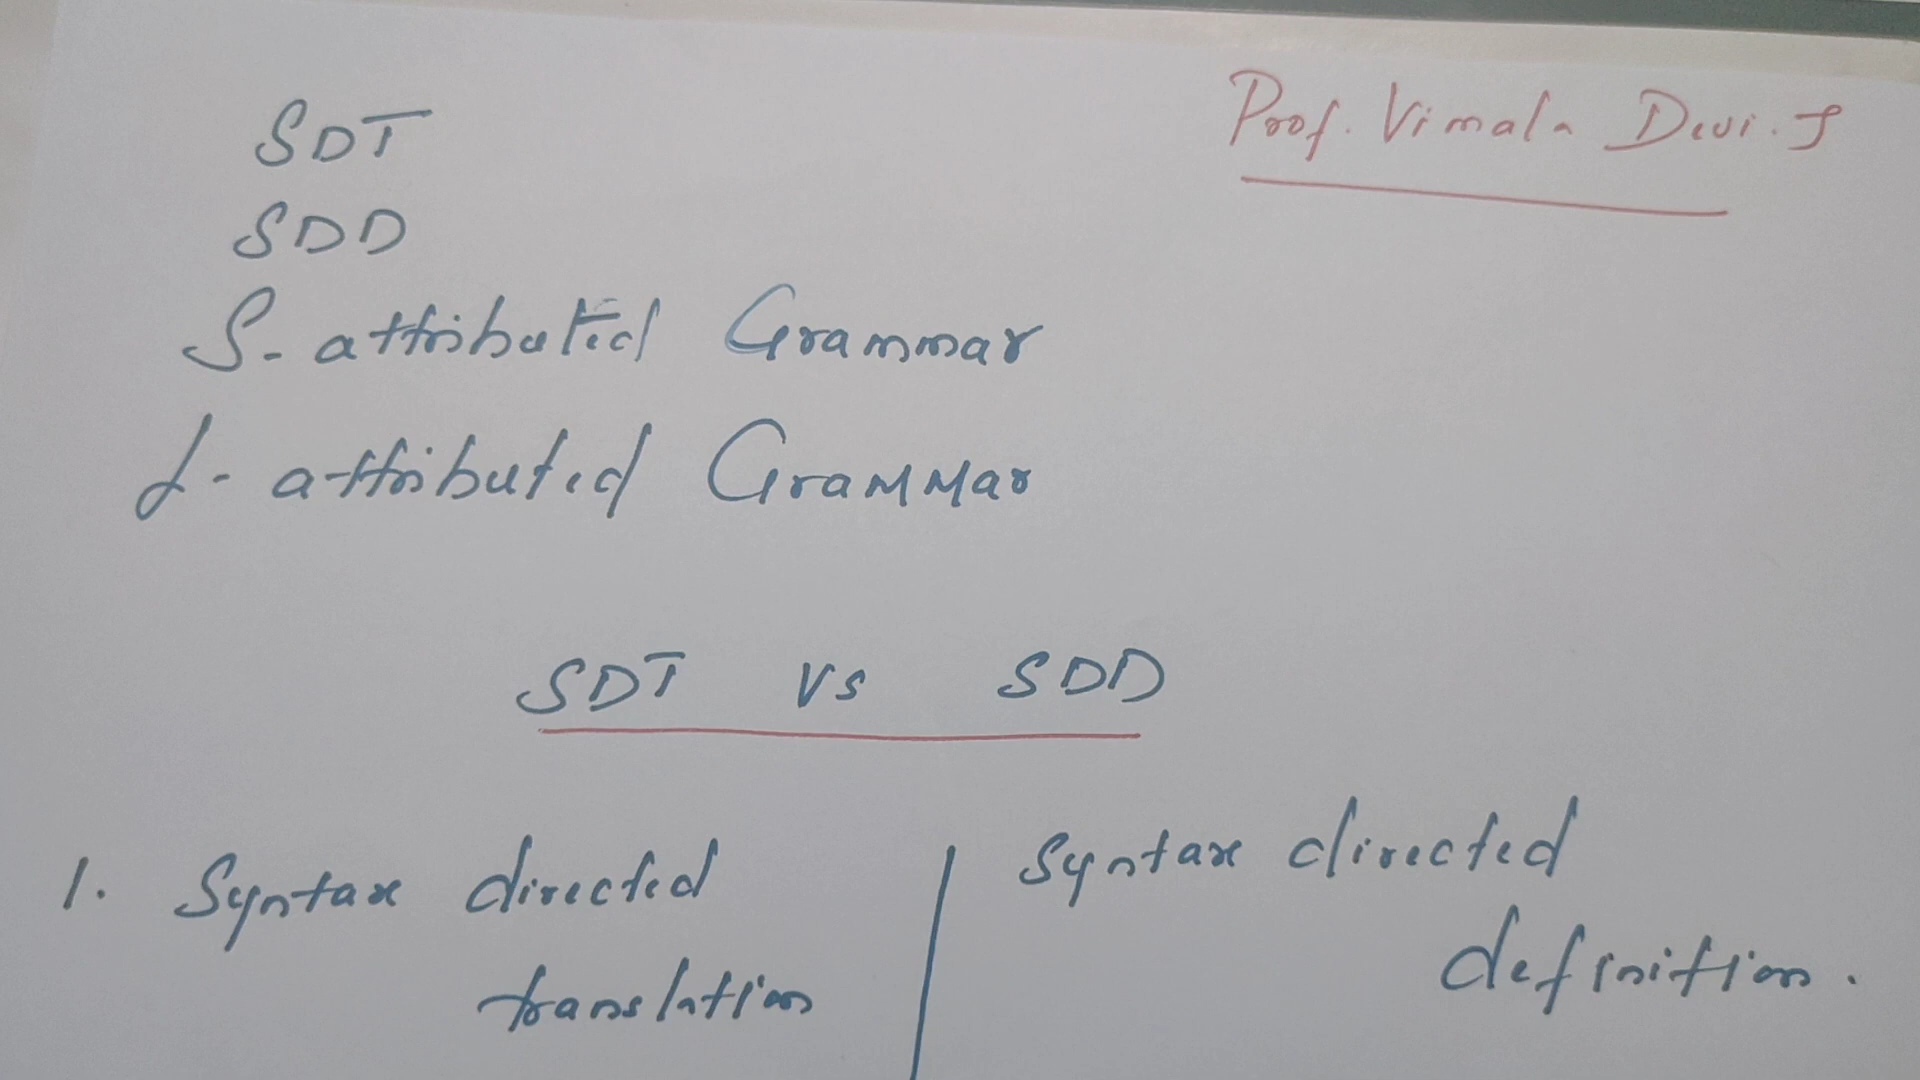 Prof. Vimala Devi. J
SDT
SDD
S- attributed Grammar
L- attributed Grammar
SDT Vs SDD
1. Syntax directed translation
Syntax directed definition.